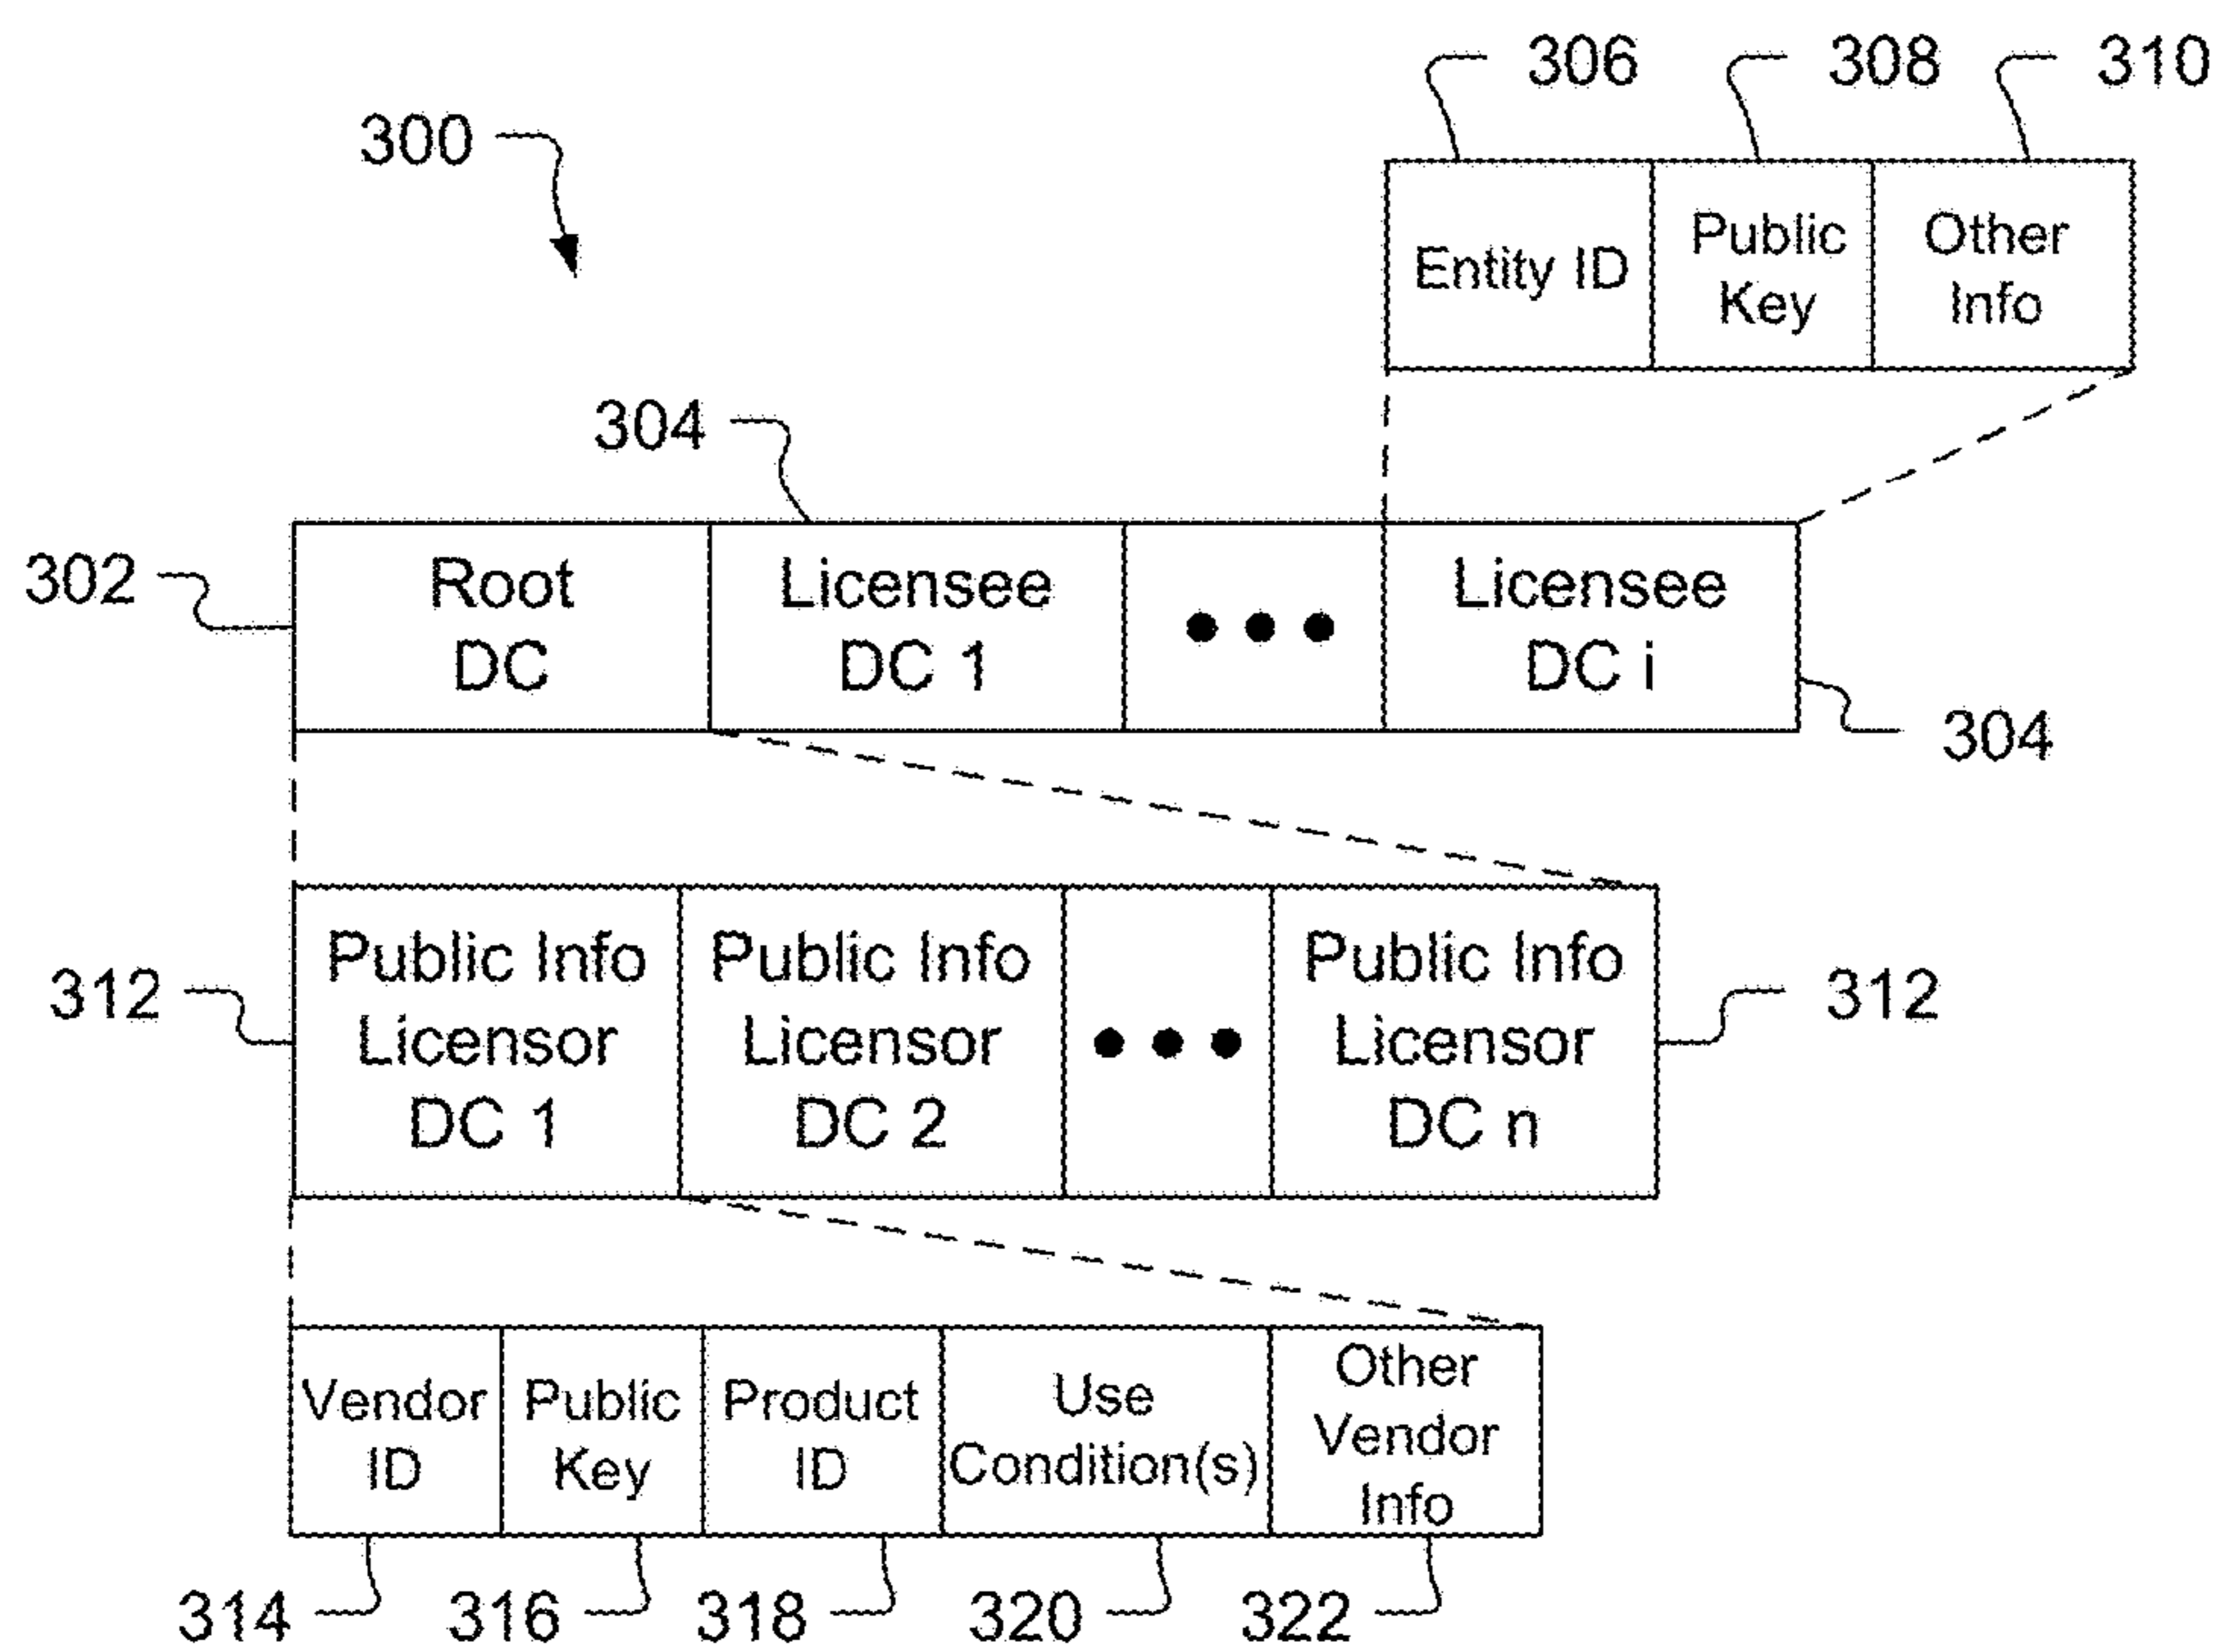 306
308
310
300
Entity ID
Public
Key
Other
Info
304
302
Root
DC
Licensee
DC 1
•••
Licensee
DC i
304
312
Public Info
Licensor
DC 1
Public Info
Licensor
DC 2
•••
Public Info
Licensor
DC n
312
Vendor
ID
Public
Key
Product
ID
Use
Condition(s)
Other
Vendor
Info
314
316
318
320
322